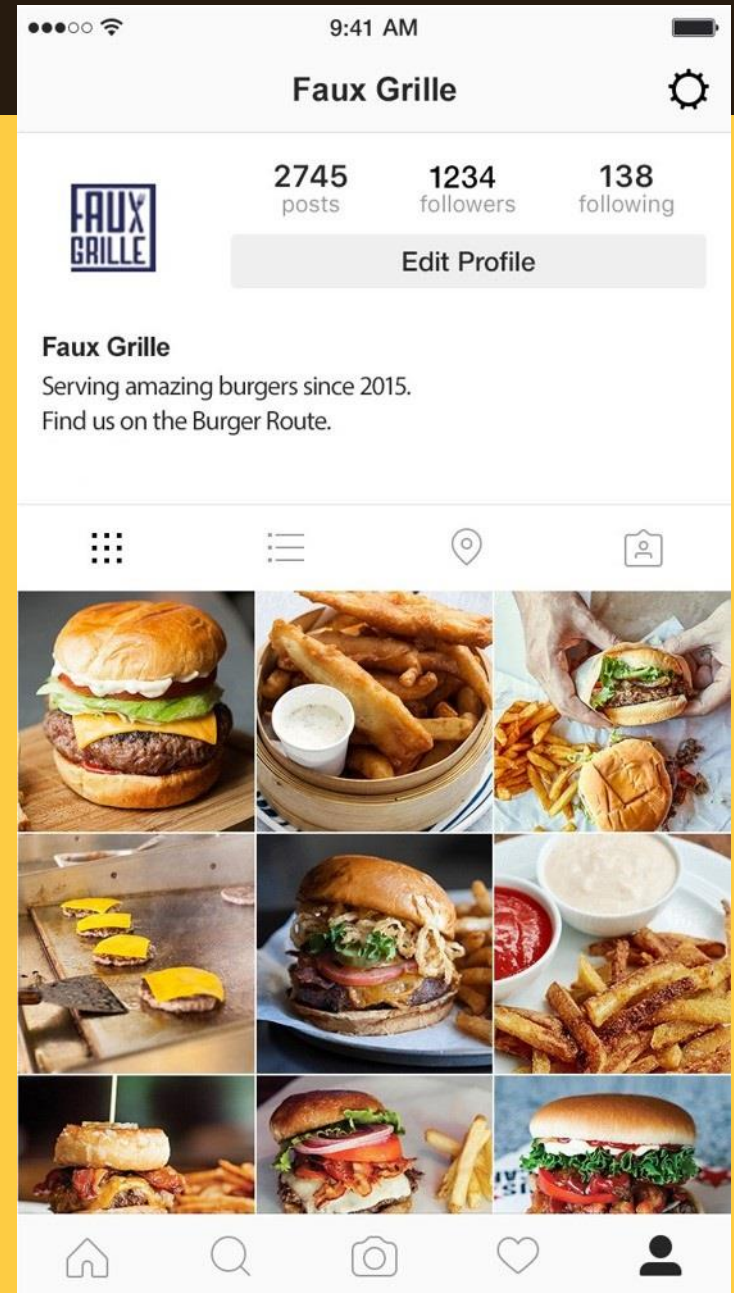 9:41 AM
Faux Grille
2745 1234 138
posts followers following
FAUX
GRILLE
Edit Profile
Faux Grille
Serving amazing burgers since 2015.
Find us on the Burger Route.